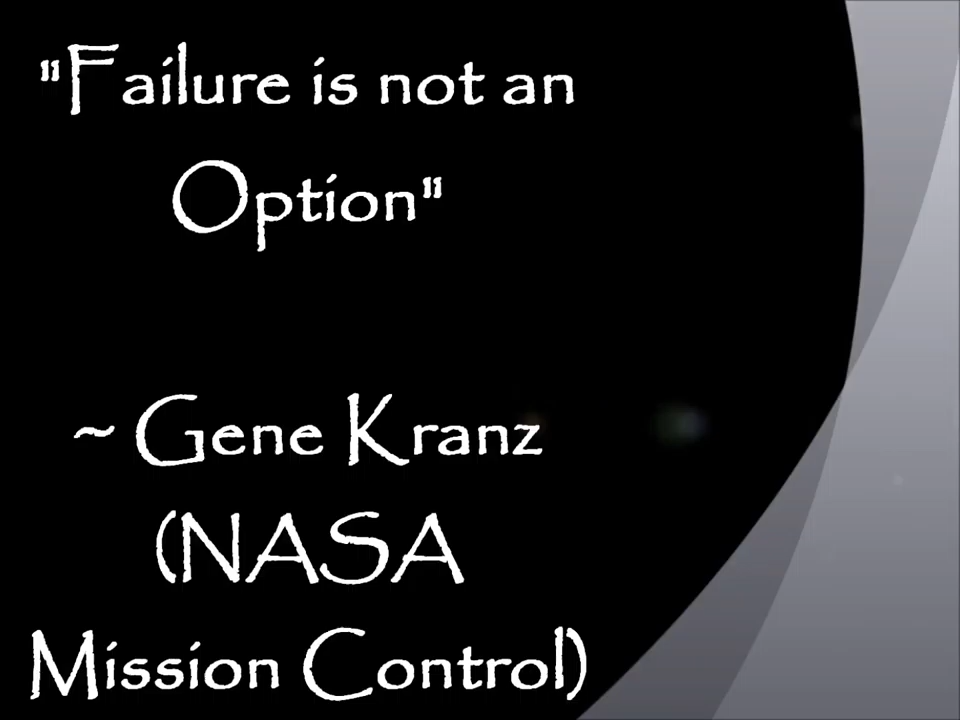 "Failure is not an
Option"
~ Gene Kranz
(NASA
Mission Control)